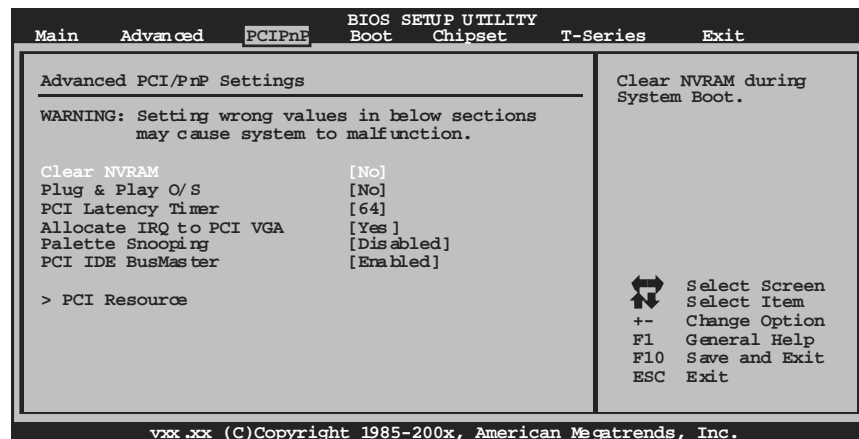 BIOS SETUP UTILITY
Main Advanced PCIPnP Boot Chipset T-Series Exit
Advanced PCI/PnP Settings
WARNING: Setting wrong values in below sections
may cause system to malfunction.
Clear NVRAM [No]
Plug & Play O/S [No]
PCI Latency Timer [64]
Allocate IRQ to PCI VGA [Yes]
Palette Snooping [Disabled]
PCI IDE BusMaster [Enabled]
> PCI Resource
Clear NVRAM during
System Boot.
Select Screen
Select Item
+- Change Option
F1 General Help
F10 Save and Exit
ESC Exit
vxx.xx (C)Copyright 1985-200x, American Megatrends, Inc.